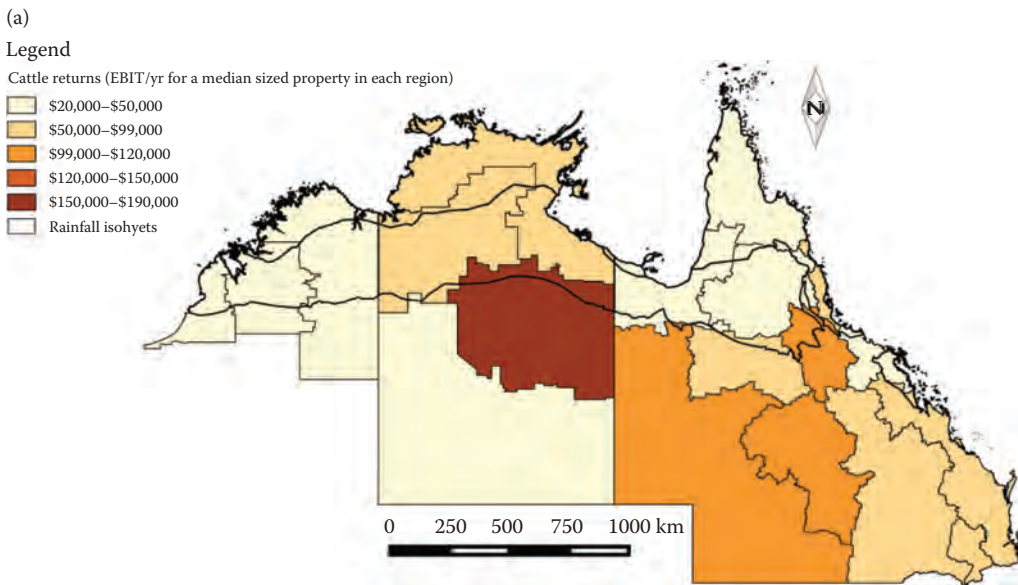 (a)
Legend
Cattle returns (EBIT/yr for a median sized property in each region)
$20,000–$50,000
$50,000–$99,000
$99,000–$120,000
$120,000–$150,000
$150,000–$190,000
Rainfall isohyets
N
0 250 500 750 1000 km